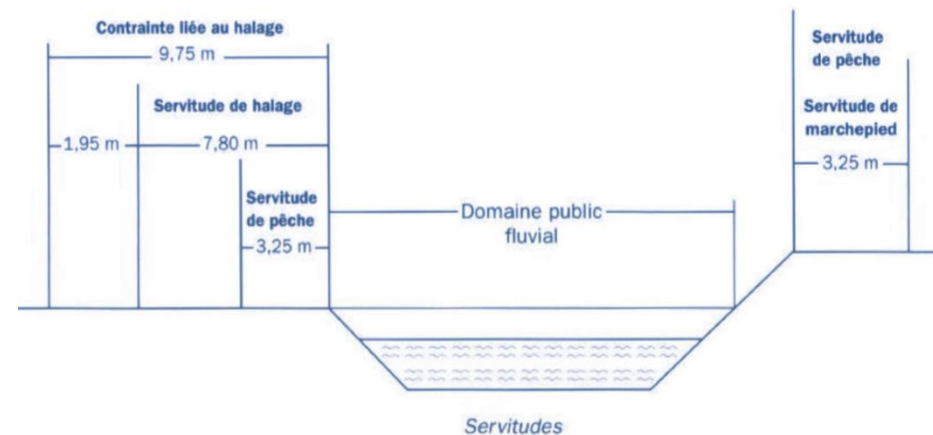 Contrainte liée au halage
9,75 m
Servitude de halage
1,95 m
7,80 m
Servitude
de pêche
3,25 m
Domaine public
fluvial
Servitude
de pêche
Servitude de
marchepied
3,25 m
Servitudes